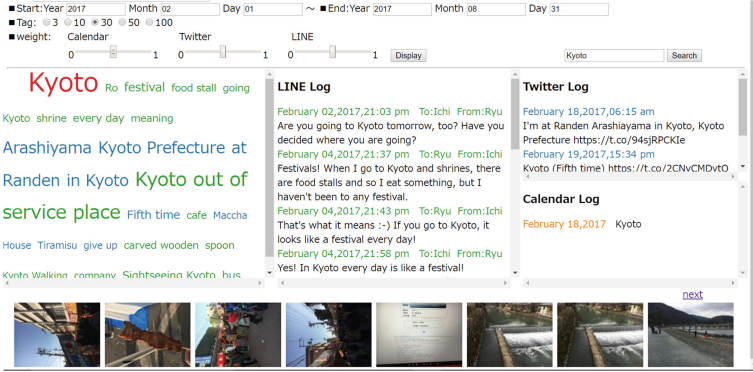 ■Start:Year 2017 Month 02 Day 01 ～ ■End:Year 2017 Month 08 Day 31
■Tag: 3 10 30 50 100
■weight: Calendar Twitter LINE
0 1 0 1 0 1 Display Kyoto Search
Kyoto Ro festival food stall going
Kyoto shrine every day meaning
Arashiyama Kyoto Prefecture at
Randen in Kyoto Kyoto out of
service place Fifth time cafe Maccha
House Tiramisu give up carved wooden spoon
Kyoto Walking company Sightseeing Kyoto bus
LINE Log
February 02,2017,21:03 pm To:Ichi From:Ryu
Are you going to Kyoto tomorrow, too? Have you
decided where you are going?
February 04,2017,21:37 pm To:Ryu From:Ichi
Festivals! When I go to Kyoto and shrines, there
are food stalls and so I eat something, but I
haven't been to any festival.
February 04,2017,21:43 pm To:Ryu From:Ichi
That's what it means :-) If you go to Kyoto, it
looks like a festival every day!
February 04,2017,21:58 pm To:Ichi From:Ryu
Yes! In Kyoto every day is like a festival!
Twitter Log
February 18,2017,06:15 am
I'm at Randen Arashiayama in Kyoto, Kyoto
Prefecture https://t.co/94sjRPCKIe
February 19,2017,15:34 pm
Kyoto (Fifth time) https://t.co/2CNvCMDvtO
Calendar Log
February 18,2017 Kyoto
next